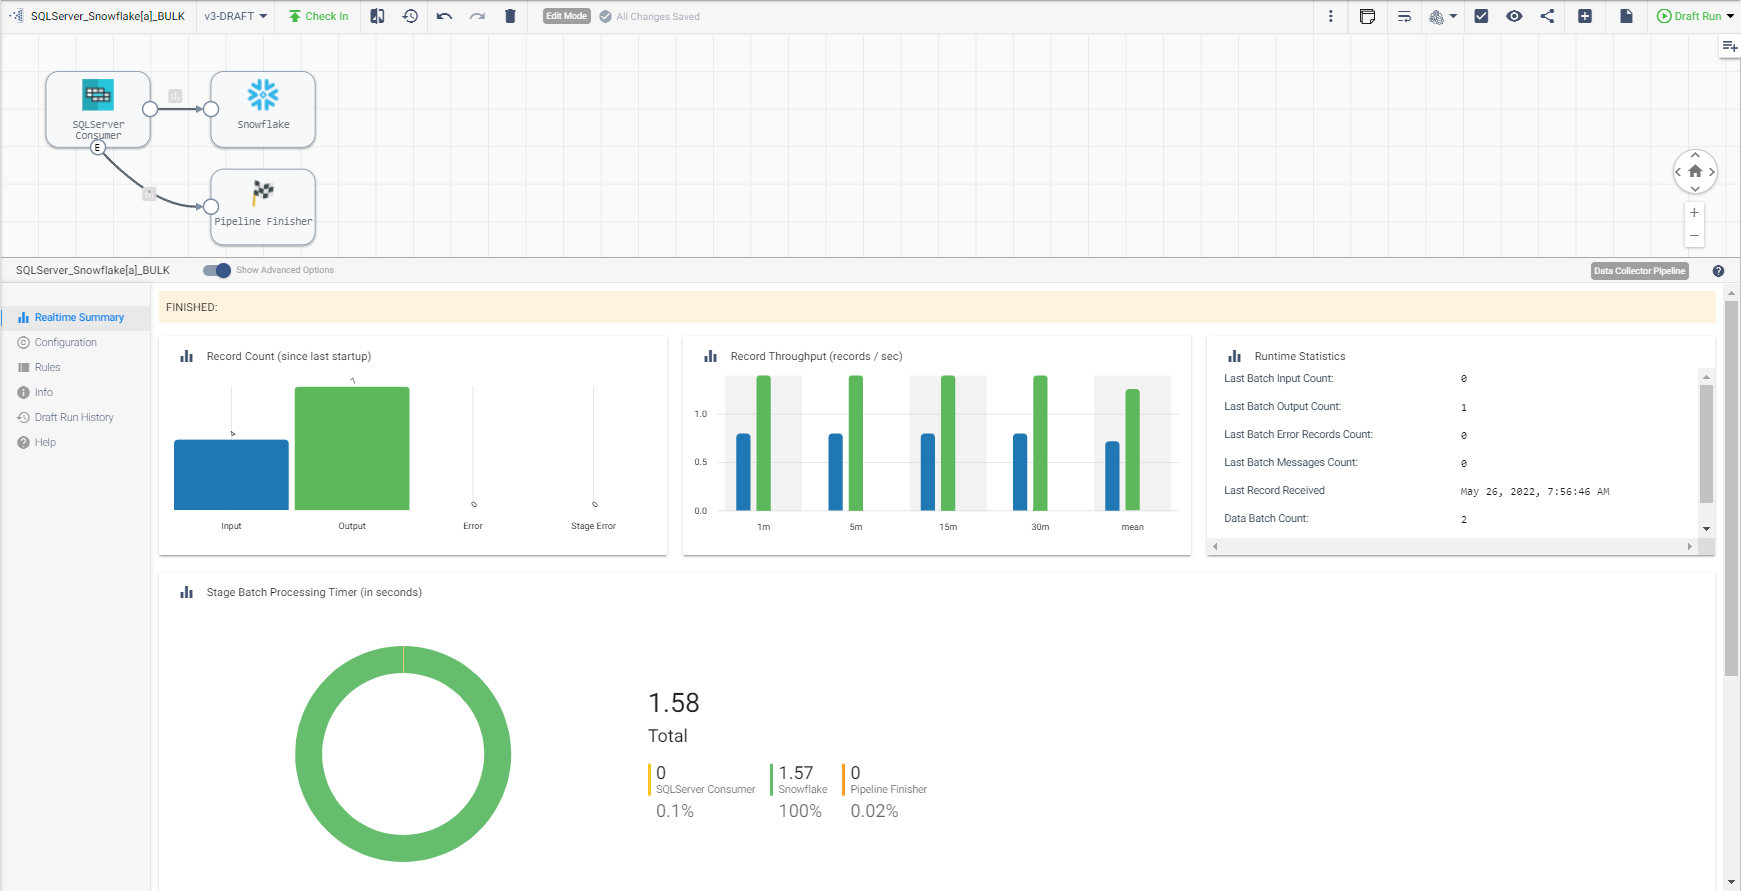 SQLServer_Snowflake[a]_BULK v3-DRAFT Check In Edit Mode All Changes Saved Draft Run
SQLServer
Consumer
E
Snowflake
Pipeline Finisher
SQLServer_Snowflake[a]_BULK Show Advanced Options Data Collector Pipeline
Realtime Summary
Configuration
Rules
Info
Draft Run History
Help
FINISHED:
Record Count (since last startup)
4
7
0
0
Input Output Error Stage Error
Record Throughput (records / sec)
1.0
0.5
0.0
1m 5m 15m 30m mean
Runtime Statistics
Last Batch Input Count: 0
Last Batch Output Count: 1
Last Batch Error Records Count: 0
Last Batch Messages Count: 0
Last Record Received May 26, 2022, 7:56:46 AM
Data Batch Count: 2
Stage Batch Processing Timer (in seconds)
1.58
Total
0 1.57 0
SQLServer Consumer Snowflake Pipeline Finisher
0.1% 100% 0.02%